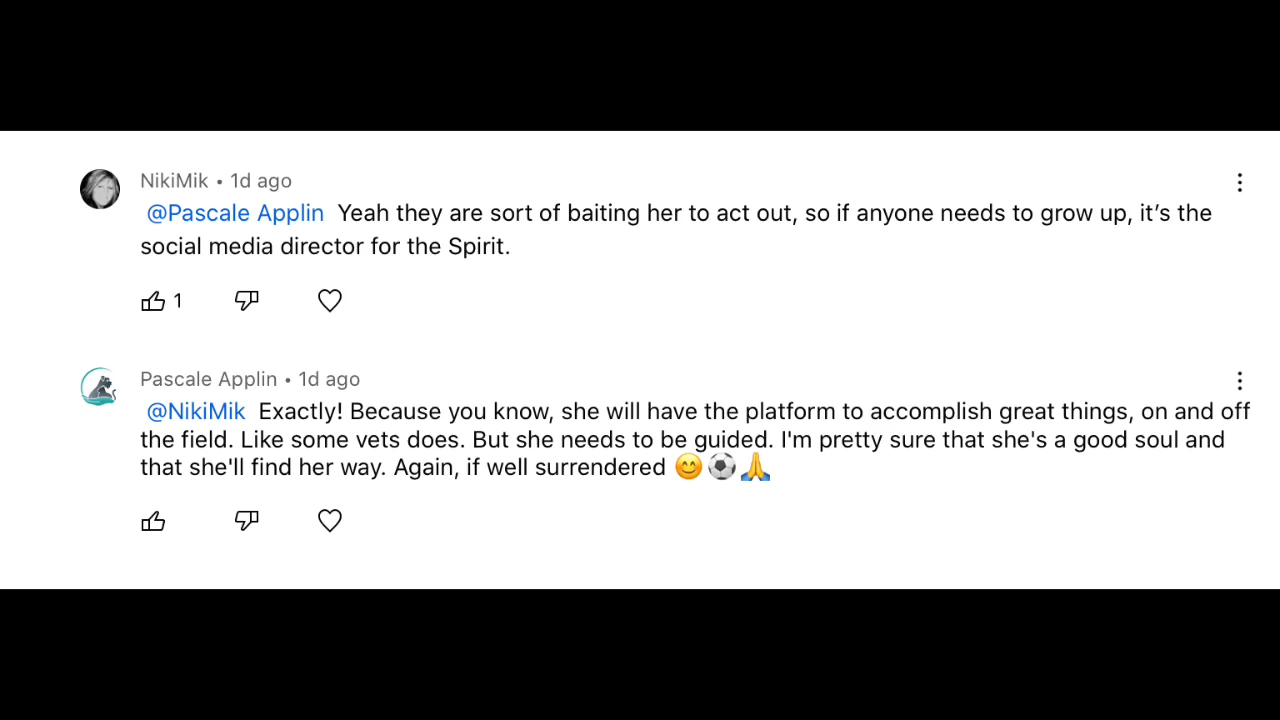 NikiMik • 1d ago
@Pascale Applin Yeah they are sort of baiting her to act out, so if anyone needs to grow up, it’s the
social media director for the Spirit.
1
Pascale Applin • 1d ago
@NikiMik Exactly! Because you know, she will have the platform to accomplish great things, on and off
the field. Like some vets does. But she needs to be guided. I'm pretty sure that she's a good soul and
that she'll find her way. Again, if well surrendered 😊⚽🙏